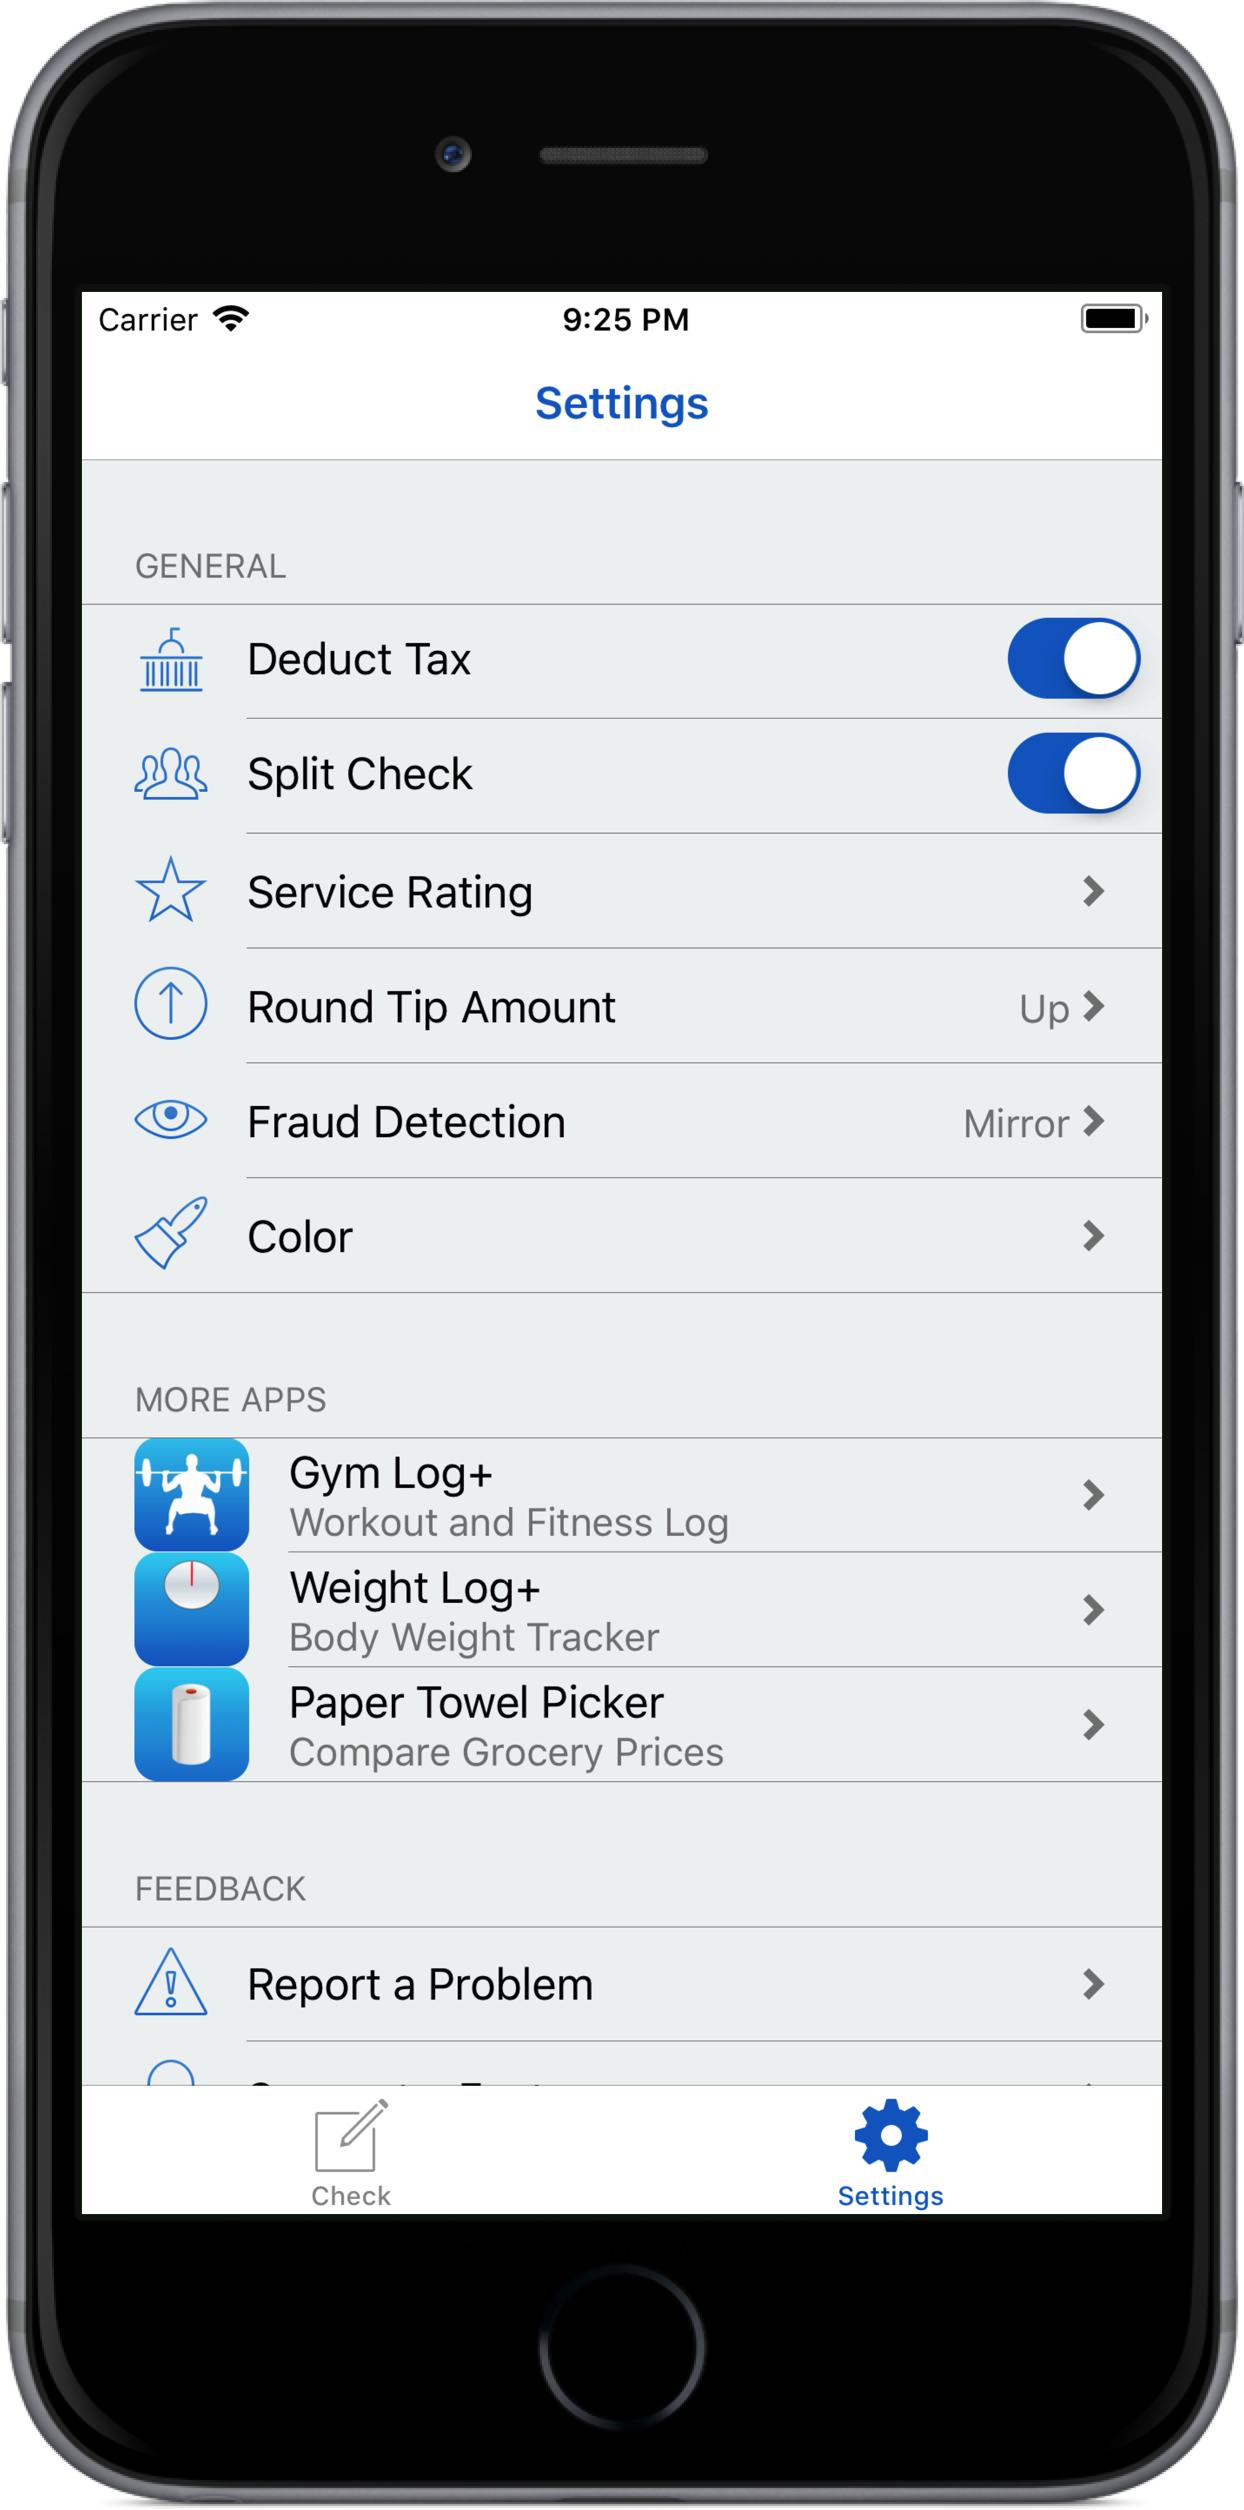 Carrier 9:25 PM
Settings
GENERAL
Deduct Tax
Split Check
Service Rating
Round Tip Amount Up
Fraud Detection Mirror
Color
MORE APPS
Gym Log+
Workout and Fitness Log
Weight Log+
Body Weight Tracker
Paper Towel Picker
Compare Grocery Prices
FEEDBACK
Report a Problem
Check Settings